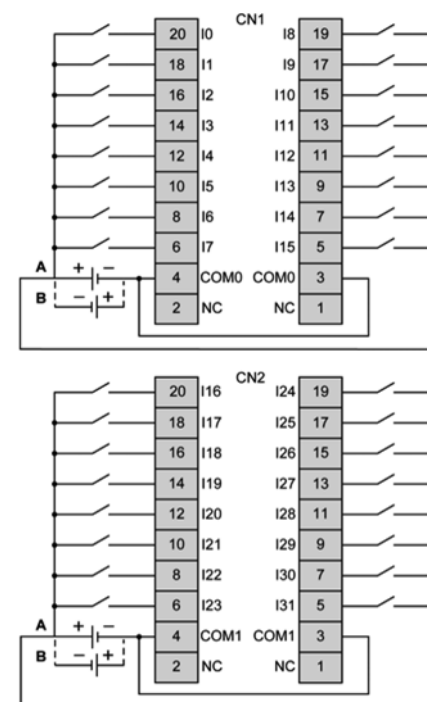 CN1
20 I0 I8 19
18 I1 I9 17
16 I2 I10 15
14 I3 I11 13
12 I4 I12 11
10 I5 I13 9
8 I6 I14 7
6 I7 I15 5
A + − 4 COM0 COM0 3
B − + 2 NC NC 1
CN2
20 I16 I24 19
18 I17 I25 17
16 I18 I26 15
14 I19 I27 13
12 I20 I28 11
10 I21 I29 9
8 I22 I30 7
6 I23 I31 5
A + − 4 COM1 COM1 3
B − + 2 NC NC 1